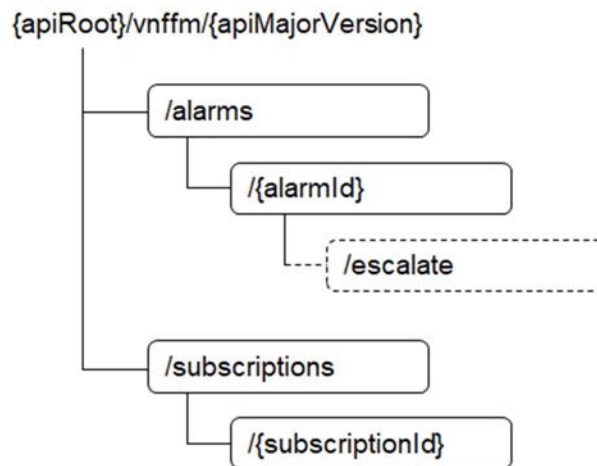 {apiRoot}/vnffm/{apiMajorVersion}
/alarms
/{alarmId}
/escalate
/subscriptions
/{subscriptionId}